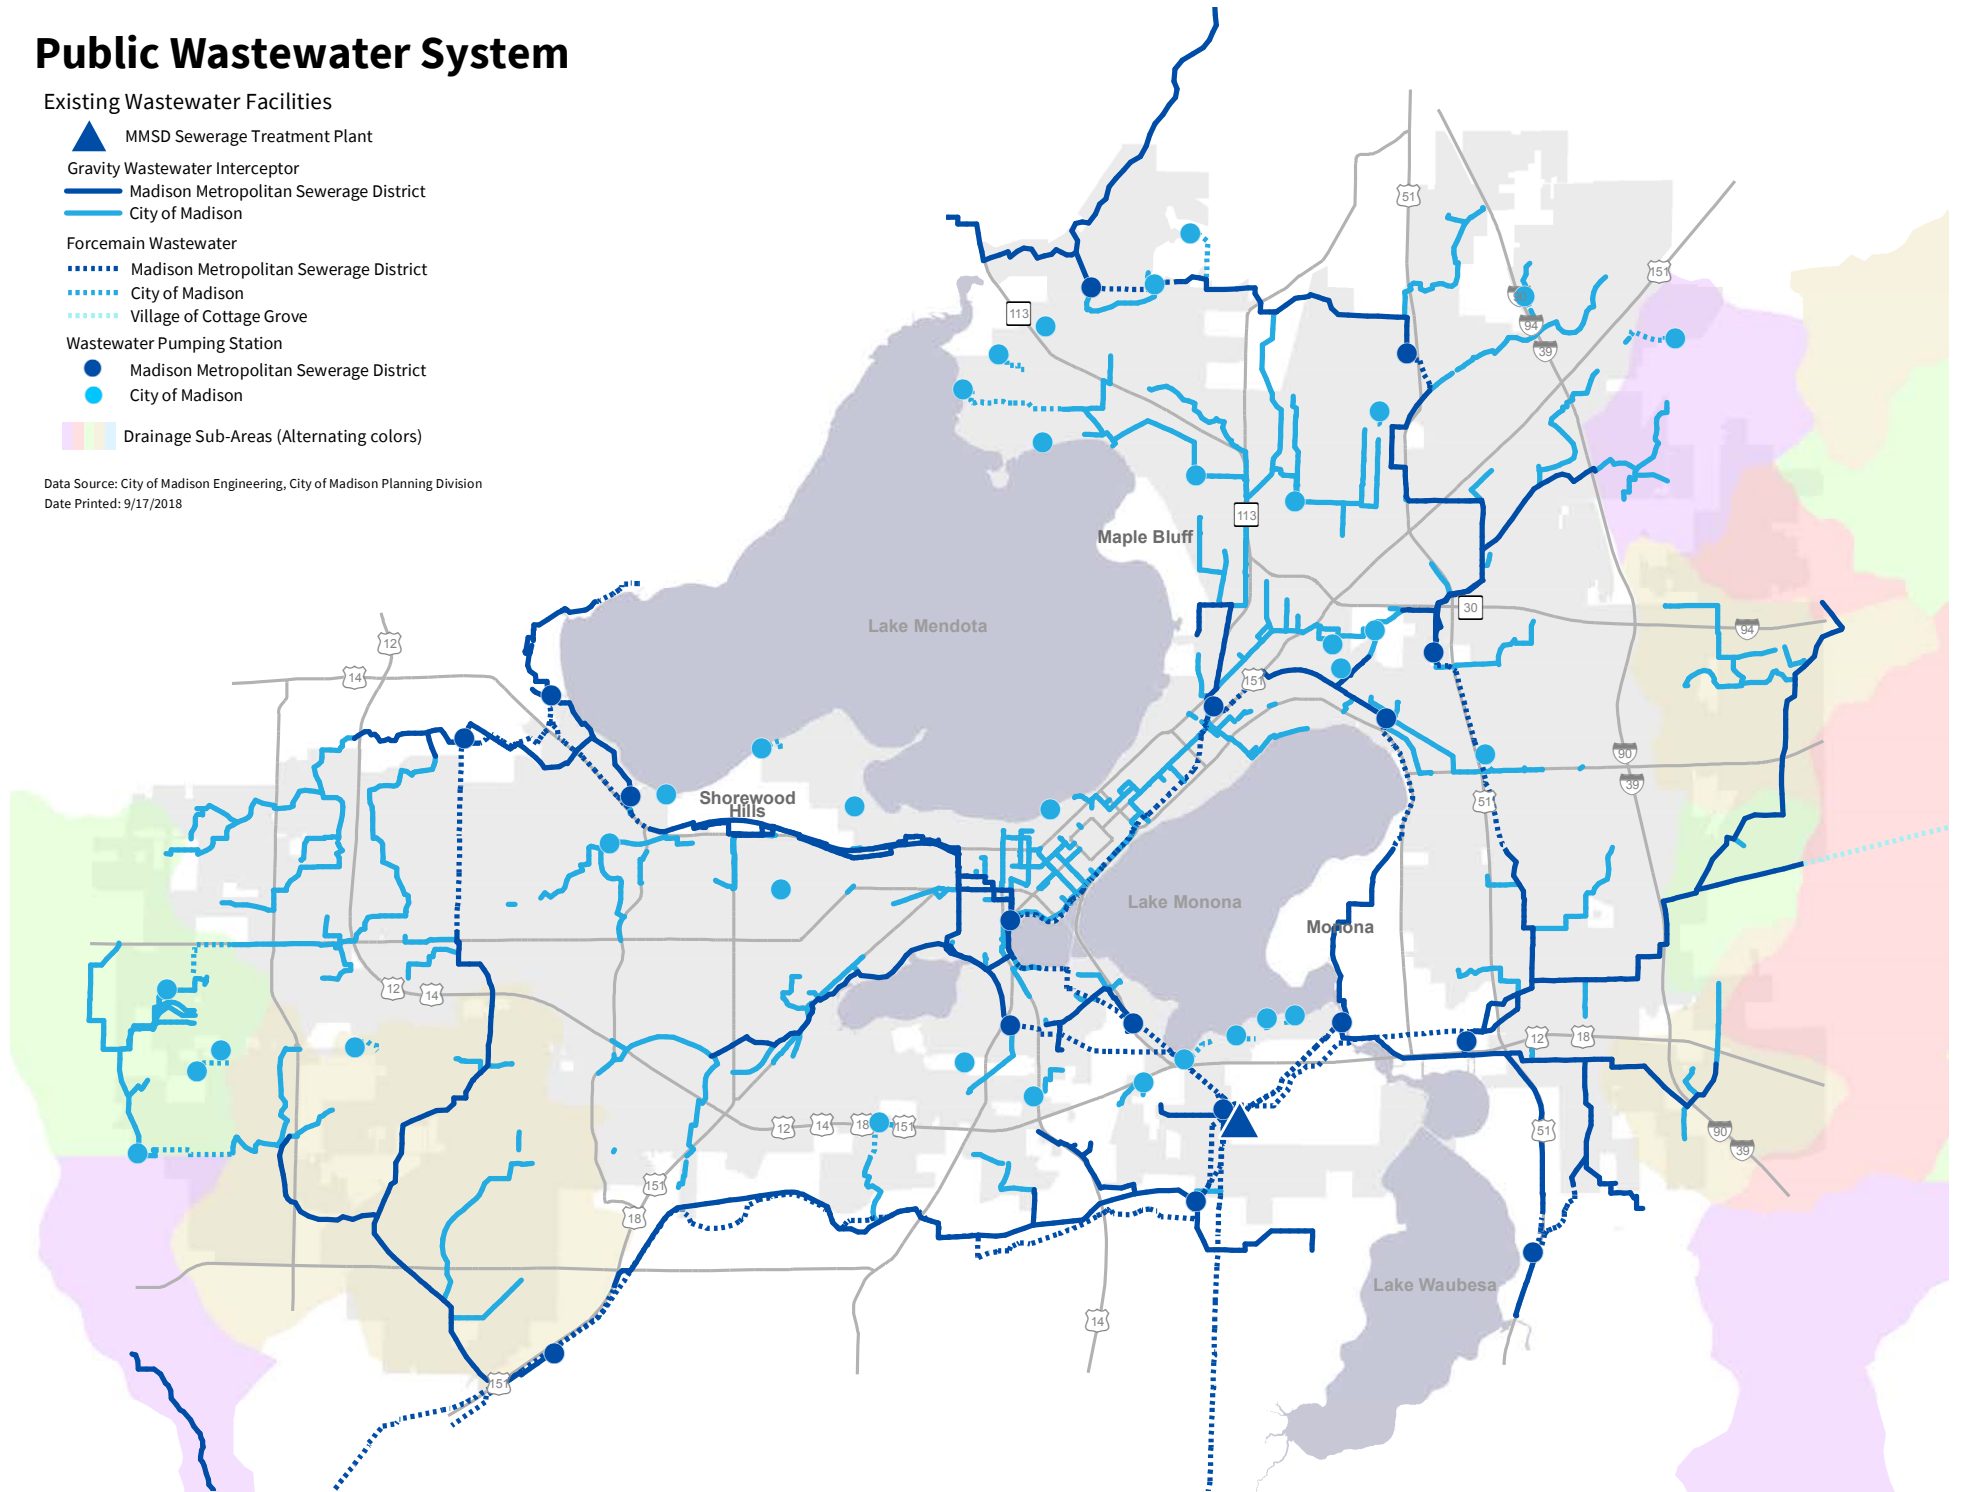 Public Wastewater System
Existing Wastewater Facilities
MMSD Sewerage Treatment Plant
Gravity Wastewater Interceptor
Madison Metropolitan Sewerage District
City of Madison
Forcemain Wastewater
Madison Metropolitan Sewerage District
City of Madison
Village of Cottage Grove
Wastewater Pumping Station
Madison Metropolitan Sewerage District
City of Madison
Drainage Sub-Areas (Alternating colors)
Data Source: City of Madison Engineering, City of Madison Planning Division
Date Printed: 9/17/2018
51
151
113
94
39
113
Maple Bluff
30
Lake Mendota
94
12
14
151
90
39
51
Shorewood
Hills
Lake Monona
Monona
12
14
12
18
12
14
18
151
51
90
39
151
18
Lake Waubesa
14
151